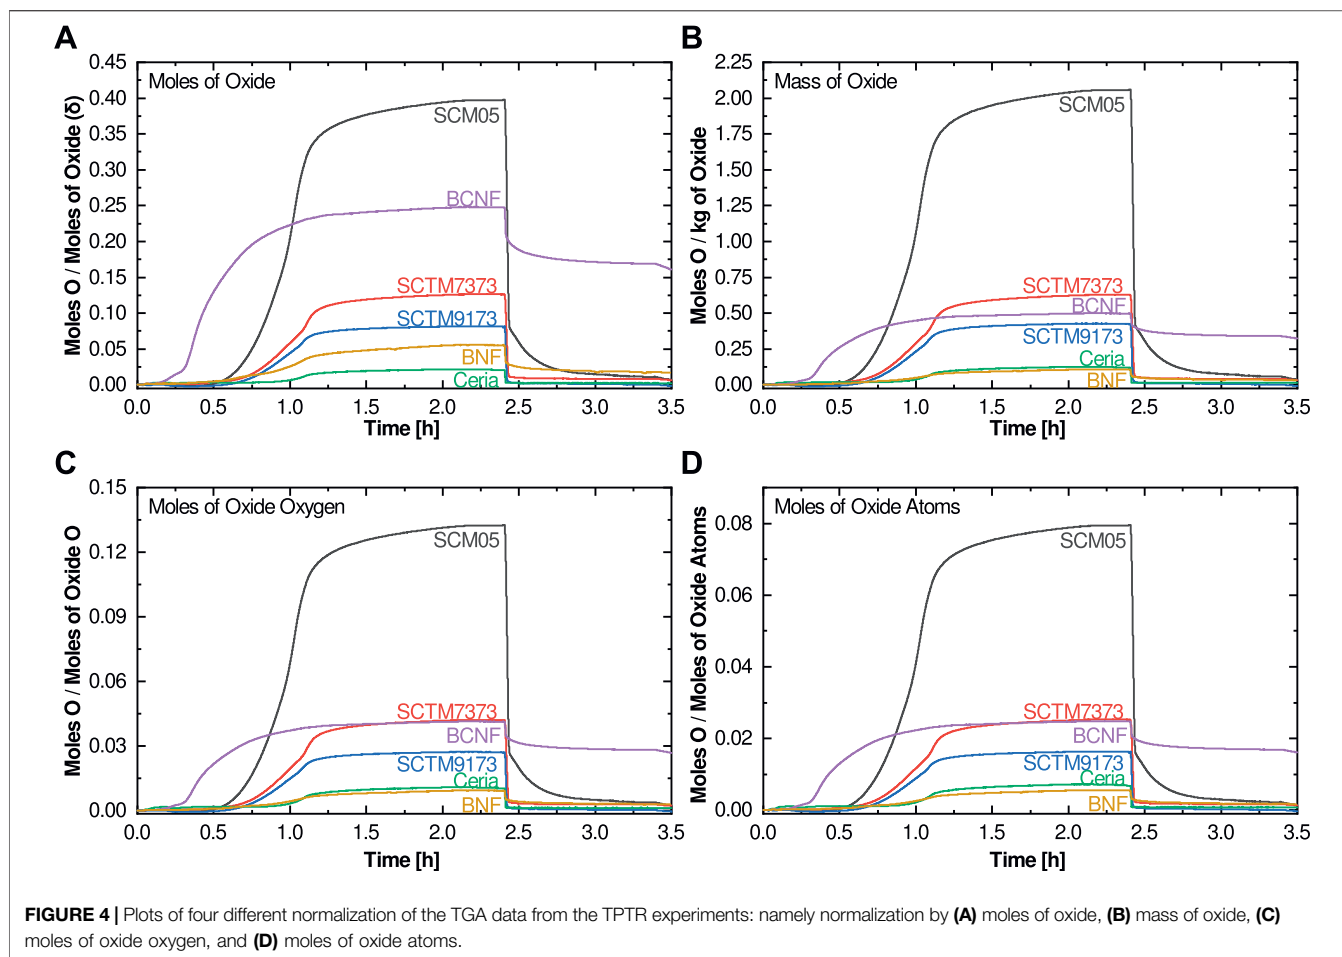 A
Moles of Oxide
Moles O / Moles of Oxide (δ)
0.45
0.40
0.35
0.30
0.25
0.20
0.15
0.10
0.05
0.00
SCM05
BCNF
SCTM7373
SCTM9173
BNF
Ceria
0.0 0.5 1.0 1.5 2.0 2.5 3.0 3.5
Time [h]
B
Mass of Oxide
Moles O / kg of Oxide
2.25
2.00
1.75
1.50
1.25
1.00
0.75
0.50
0.25
0.00
SCM05
SCTM7373
BCNF
SCTM9173
Ceria
BNF
0.0 0.5 1.0 1.5 2.0 2.5 3.0 3.5
Time [h]
C
Moles of Oxide Oxygen
Moles O / Moles of Oxide O
0.15
0.12
0.09
0.06
0.03
0.00
SCM05
SCTM7373
BCNF
SCTM9173
Ceria
BNF
0.0 0.5 1.0 1.5 2.0 2.5 3.0 3.5
Time [h]
D
Moles of Oxide Atoms
Moles O / Moles of Oxide Atoms
0.08
0.06
0.04
0.02
0.00
SCM05
SCTM7373
BCNF
SCTM9173
Ceria
BNF
0.0 0.5 1.0 1.5 2.0 2.5 3.0 3.5
Time [h]
FIGURE 4 | Plots of four different normalization of the TGA data from the TPTR experiments: namely normalization by (A) moles of oxide, (B) mass of oxide, (C)
moles of oxide oxygen, and (D) moles of oxide atoms.